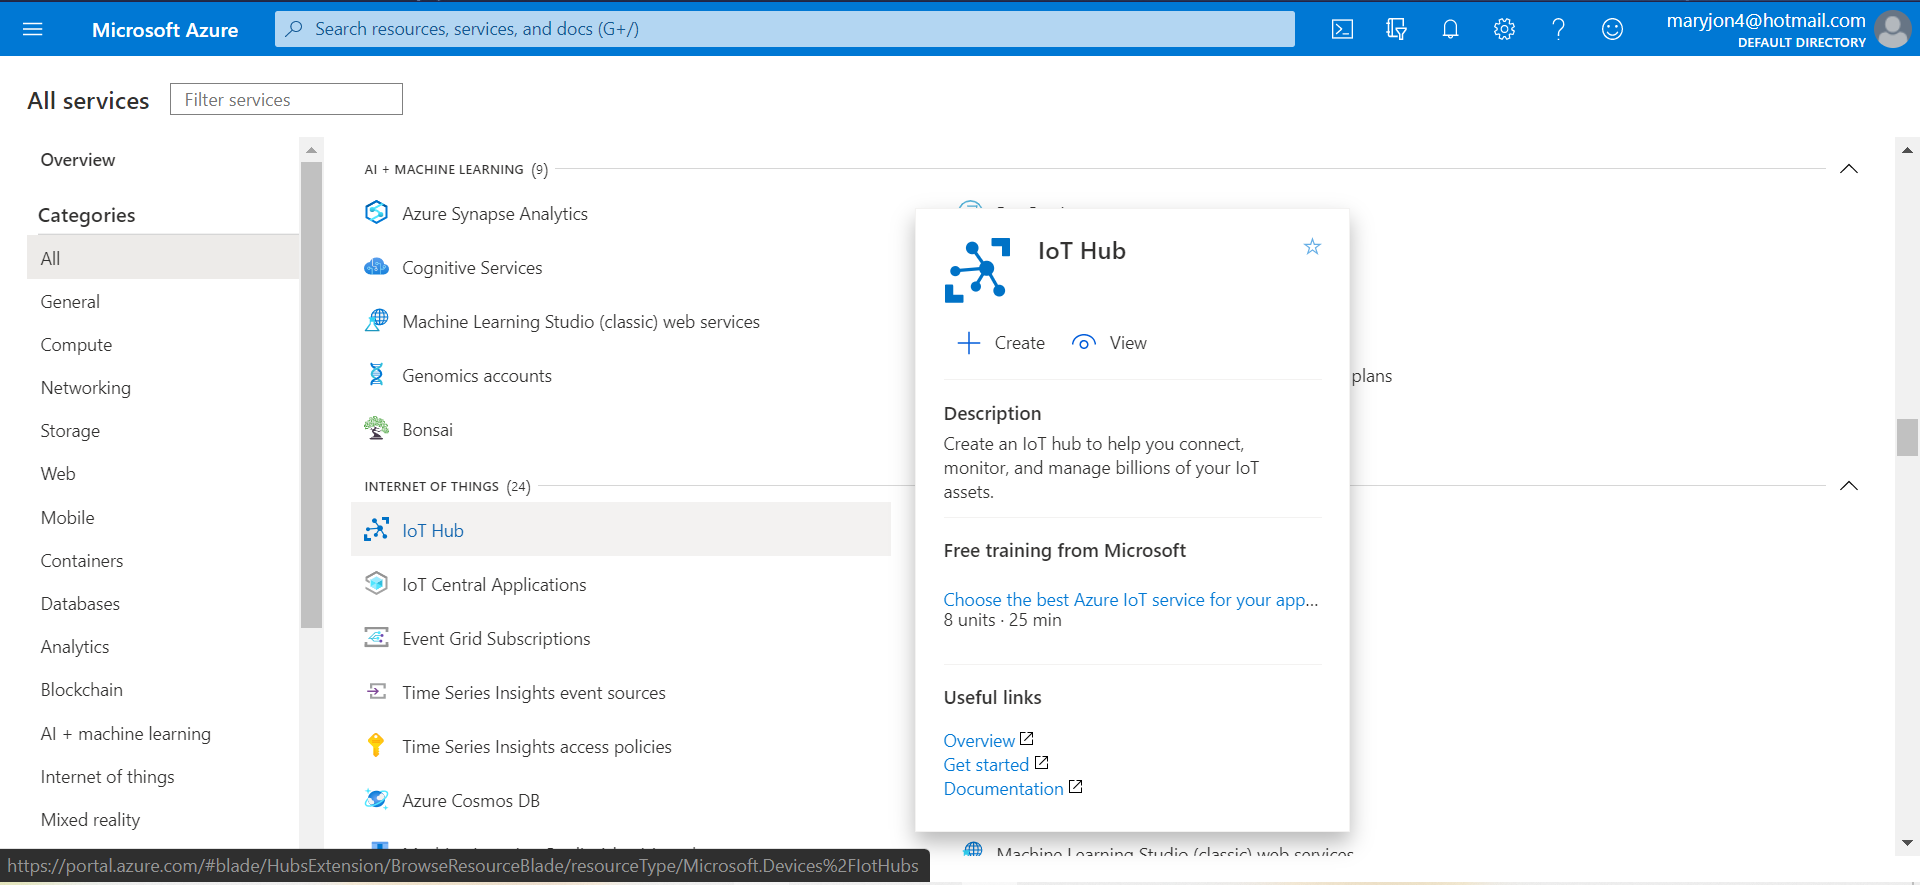 Microsoft Azure
Search resources, services, and docs (G+/)
maryjon4@hotmail.com
DEFAULT DIRECTORY
All services
Filter services
Overview
Categories
All
General
Compute
Networking
Storage
Web
Mobile
Containers
Databases
Analytics
Blockchain
AI + machine learning
Internet of things
Mixed reality
AI + MACHINE LEARNING (9)
Azure Synapse Analytics
Cognitive Services
Machine Learning Studio (classic) web services
Genomics accounts
plans
Bonsai
INTERNET OF THINGS (24)
IoT Hub
IoT Central Applications
Event Grid Subscriptions
Time Series Insights event sources
Time Series Insights access policies
Azure Cosmos DB
Machine Learning Studio (classic) web services
IoT Hub
Create
View
Description
Create an IoT hub to help you connect,
monitor, and manage billions of your IoT
assets.
Free training from Microsoft
Choose the best Azure IoT service for your app...
8 units · 25 min
Useful links
Overview
Get started
Documentation
https://portal.azure.com/#blade/HubsExtension/BrowseResourceBlade/resourceType/Microsoft.Devices%2FIotHubs